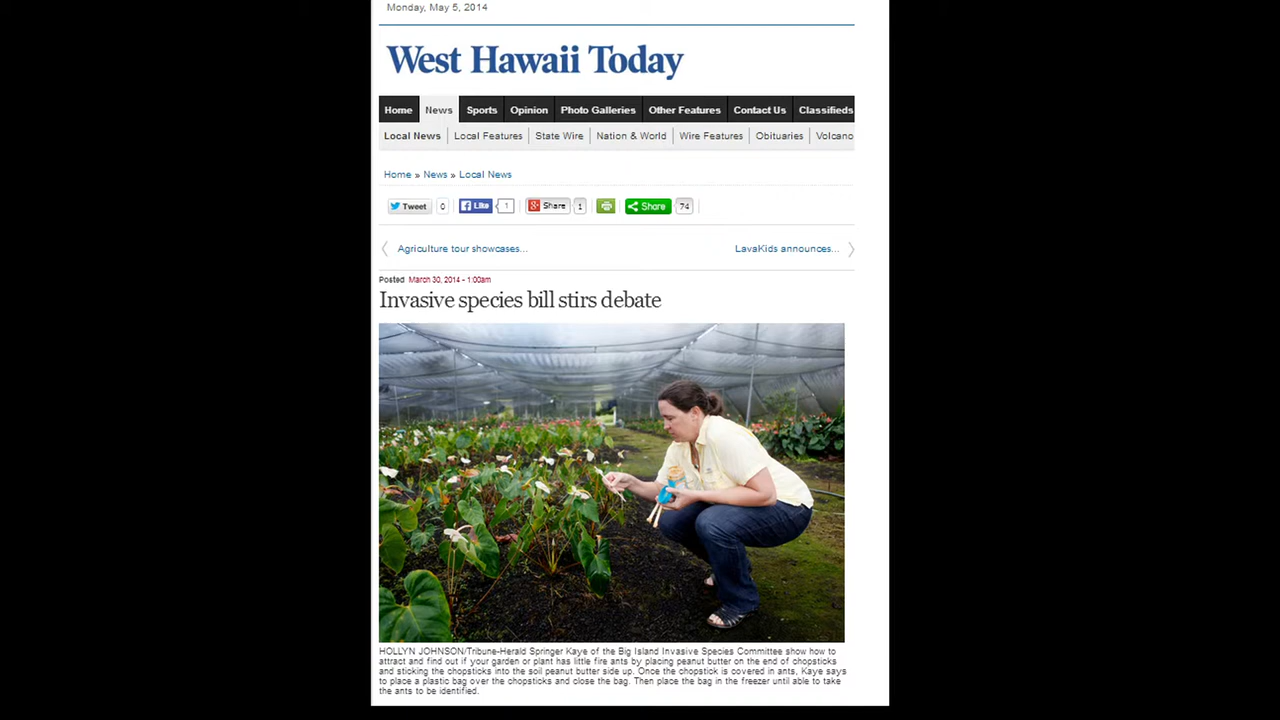 Monday, May 5, 2014
West Hawaii Today
Home News Sports Opinion Photo Galleries Other Features Contact Us Classifieds
Local News Local Features State Wire Nation & World Wire Features Obituaries Volcano
Home » News » Local News
Tweet 0 Like 1 Share 1 Share 74
Agriculture tour showcases... LavaKids announces...
Posted March 30, 2014 - 1:00am
Invasive species bill stirs debate
HOLLYN JOHNSON/Tribune-Herald Springer Kaye of the Big Island Invasive Species Committee show how to
attract and find out if your garden or plant has little fire ants by placing peanut butter on the end of chopsticks
and sticking the chopsticks into the soil peanut butter side up. Once the chopstick is covered in ants, Kaye says
to place a plastic bag over the chopsticks and close the bag. Then place the bag in the freezer until able to take
the ants to be identified.